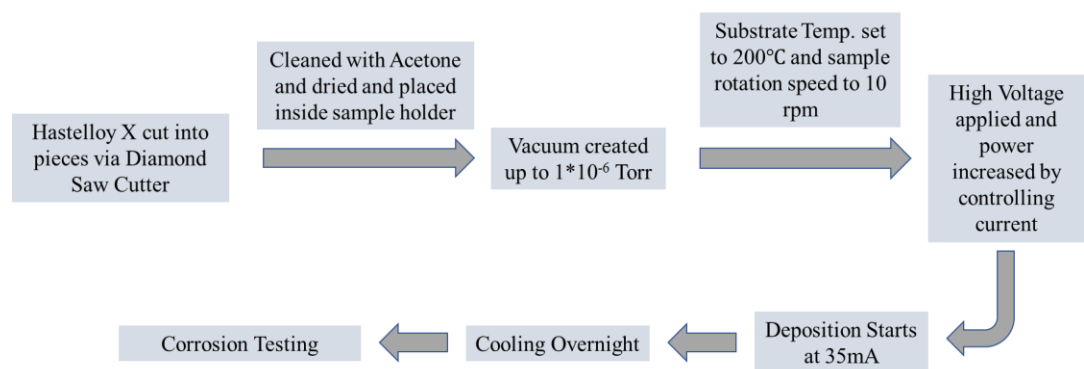 Hastelloy X cut into
pieces via Diamond
Saw Cutter
Cleaned with Acetone
and dried and placed
inside sample holder
Vacuum created
up to 1*10⁻⁶ Torr
Substrate Temp. set
to 200℃ and sample
rotation speed to 10
rpm
High Voltage
applied and
power
increased by
controlling
current
Deposition Starts
at 35mA
Cooling Overnight
Corrosion Testing